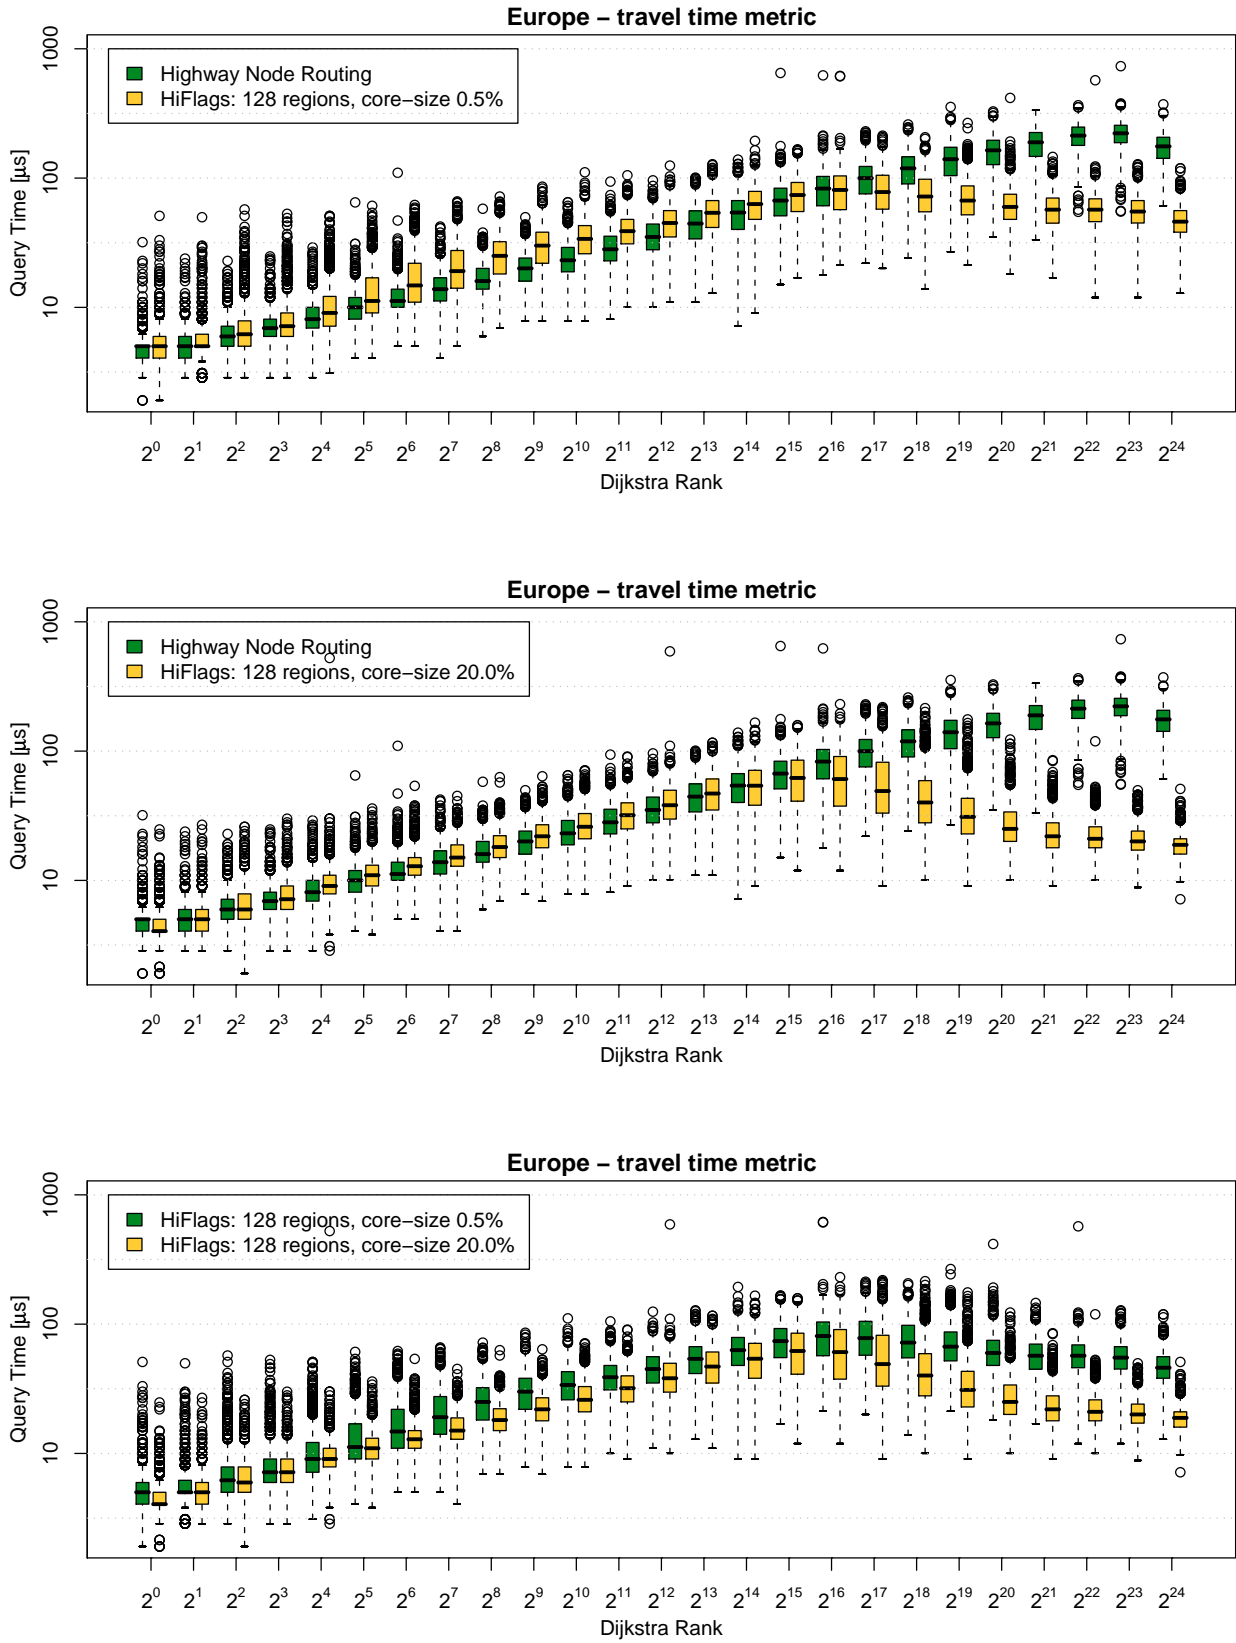 Europe – travel time metric
Highway Node Routing
HiFlags: 128 regions, core–size 0.5%
Query Time [μs]
1000
100
10
2^0 2^1 2^2 2^3 2^4 2^5 2^6 2^7 2^8 2^9 2^10 2^11 2^12 2^13 2^14 2^15 2^16 2^17 2^18 2^19 2^20 2^21 2^22 2^23 2^24
Dijkstra Rank
Europe – travel time metric
Highway Node Routing
HiFlags: 128 regions, core–size 20.0%
Query Time [μs]
1000
100
10
2^0 2^1 2^2 2^3 2^4 2^5 2^6 2^7 2^8 2^9 2^10 2^11 2^12 2^13 2^14 2^15 2^16 2^17 2^18 2^19 2^20 2^21 2^22 2^23 2^24
Dijkstra Rank
Europe – travel time metric
HiFlags: 128 regions, core–size 0.5%
HiFlags: 128 regions, core–size 20.0%
Query Time [μs]
1000
100
10
2^0 2^1 2^2 2^3 2^4 2^5 2^6 2^7 2^8 2^9 2^10 2^11 2^12 2^13 2^14 2^15 2^16 2^17 2^18 2^19 2^20 2^21 2^22 2^23 2^24
Dijkstra Rank